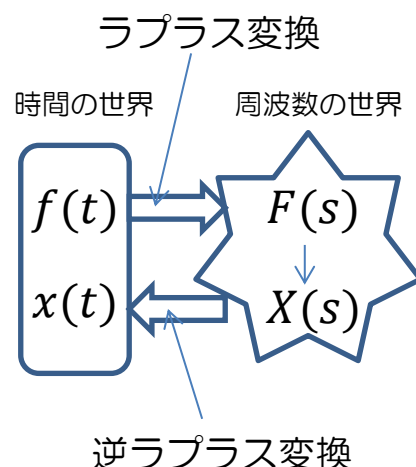 ラプラス変換
時間の世界
周波数の世界
f(t)
F(s)
x(t)
X(s)
逆ラプラス変換